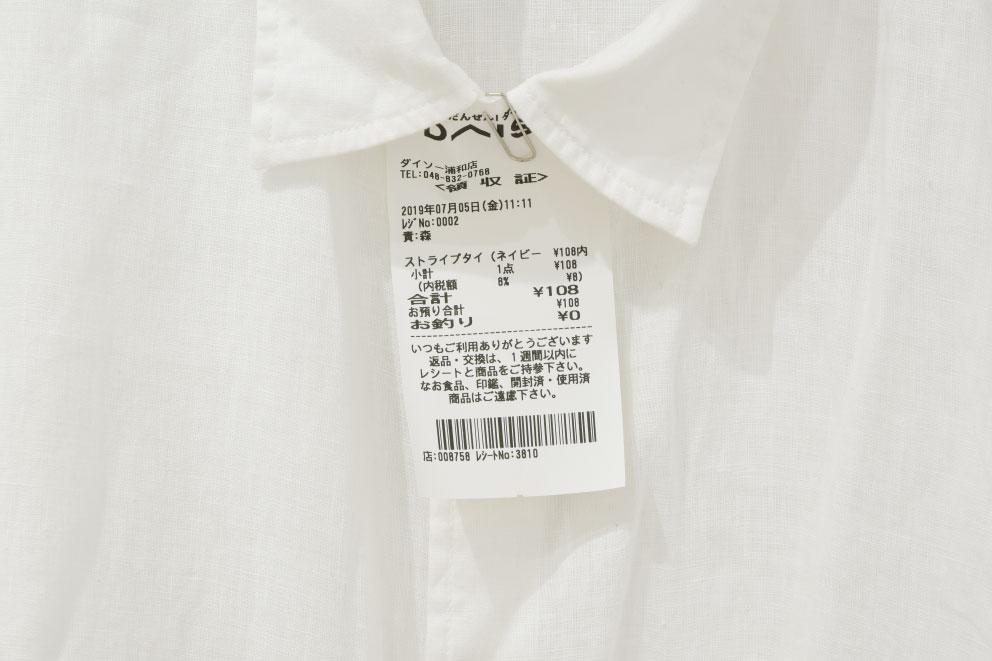 だんぜん!ダ
ダイソー浦和店
TEL:048-832-0768
<領 収 証>
2019年07月05日(金)11:11
ﾚｼﾞNo:0002
責:森
ストライプタイ (ネイビー ¥108内
小計 1点 ¥108
(内税額 8% ¥8)
合計 ¥108
お預り合計 ¥108
お釣り ¥0
いつもご利用ありがとうございます
返品・交換は、1週間以内に
レシートと商品をご持参下さい。
なお食品、印鑑、開封済・使用済
商品はご遠慮下さい。
店:008758 ﾚｼｰﾄNo:3810